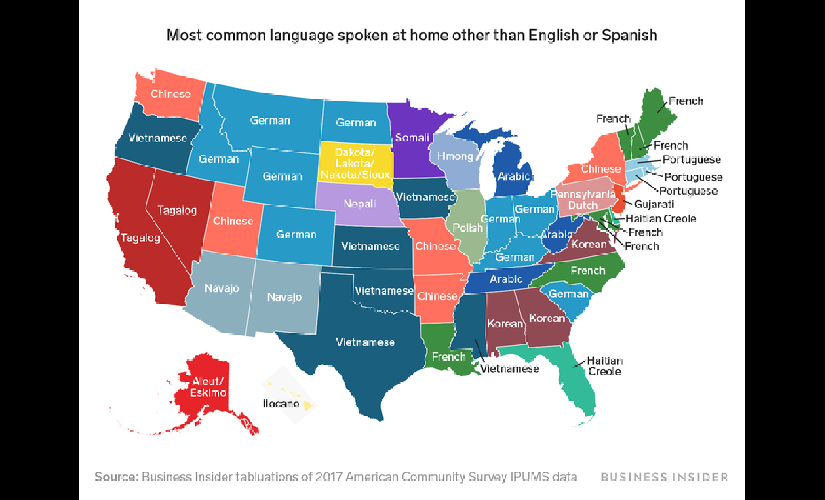 Most common language spoken at home other than English or Spanish
Chinese
French
French
Vietnamese
German
German
Somali
French
German
Dakota/
Lakota/
Nakota/Sioux
Hmong
Arabic
Chinese
Portuguese
Portuguese
Portuguese
German
Tagalog
Chinese
Nepali
Vietnamese
Pennsylvania
Dutch
Gujarati
Tagalog
German
Polish
German
German
Haitian Creole
French
French
Arabic
Korean
Vietnamese
Chinese
German
French
Navajo
Navajo
Vietnamese
Chinese
Arabic
German
Korean
Korean
Vietnamese
French
Vietnamese
Haitian
Creole
Aleut/
Eskimo
Ilocano
Source: Business Insider tabluations of 2017 American Community Survey IPUMS data
BUSINESS INSIDER